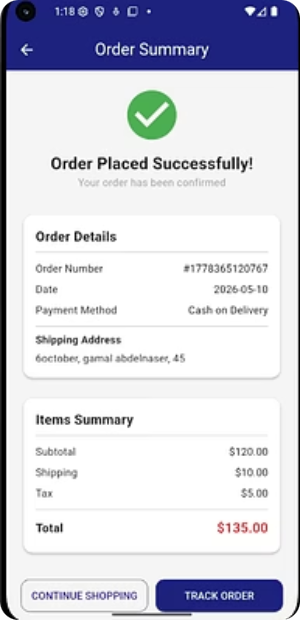 1:18
Order Summary
Order Placed Successfully!
Your order has been confirmed
Order Details
Order Number #1778365120767
Date 2026-05-10
Payment Method Cash on Delivery
Shipping Address
6october, gamal abdelnaser, 45
Items Summary
Subtotal $120.00
Shipping $10.00
Tax $5.00
Total $135.00
CONTINUE SHOPPING TRACK ORDER